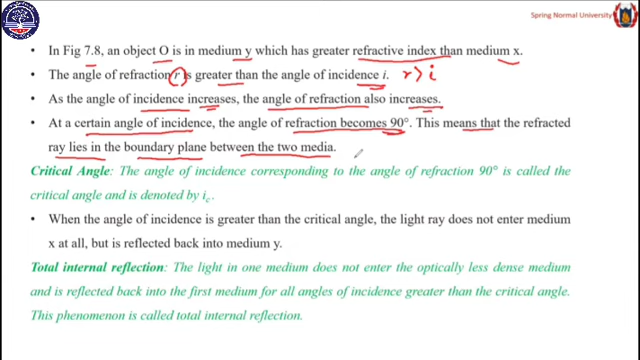 Spring Normal University
• In Fig 7.8, an object O is in medium y which has greater refractive index than medium x.
• The angle of refraction r is greater than the angle of incidence i. r > i
• As the angle of incidence increases, the angle of refraction also increases.
• At a certain angle of incidence, the angle of refraction becomes 90°. This means that the refracted
ray lies in the boundary plane between the two media.
Critical Angle: The angle of incidence corresponding to the angle of refraction 90° is called the
critical angle and is denoted by i_c.
• When the angle of incidence is greater than the critical angle, the light ray does not enter medium
x at all, but is reflected back into medium y.
Total internal reflection: The light in one medium does not enter the optically less dense medium
and is reflected back into the first medium for all angles of incidence greater than the critical angle.
This phenomenon is called total internal reflection.